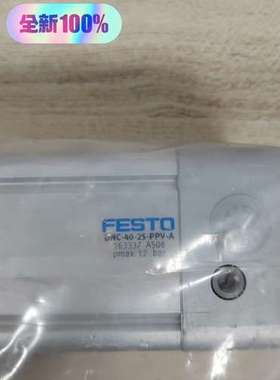 全新100%
FESTO
DNC-40-25-PPV-A
163337 A508
pmax 12 bar